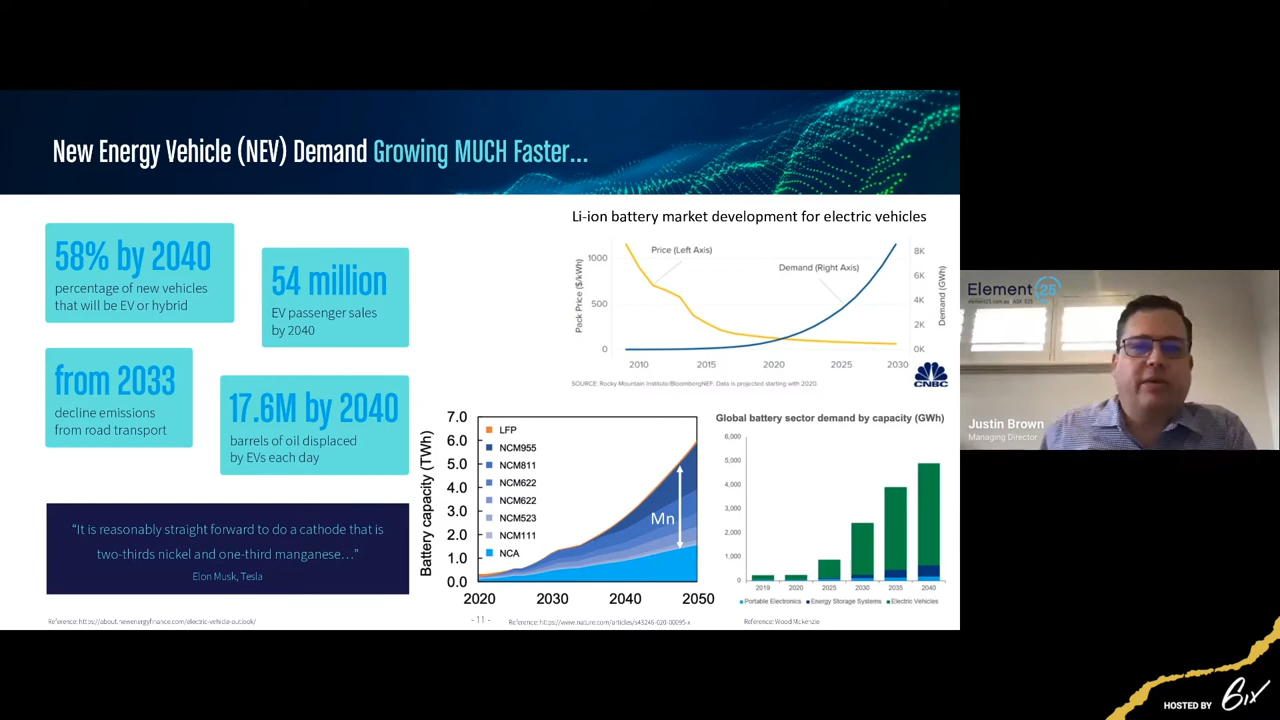 New Energy Vehicle (NEV) Demand Growing MUCH Faster...
58% by 2040
percentage of new vehicles
that will be EV or hybrid
54 million
EV passenger sales
by 2040
from 2033
decline emissions
from road transport
17.6M by 2040
barrels of oil displaced
by EVs each day
“It is reasonably straight forward to do a cathode that is
two-thirds nickel and one-third manganese…”
Elon Musk, Tesla
Reference: https://about.newenergyfinance.com/electric-vehicle-outlook/
Li-ion battery market development for electric vehicles
Price (Left Axis)
Demand (Right Axis)
Pack Price ($/kWh)
1000
500
0
Demand (GWh)
8K
6K
4K
2K
0K
2010 2015 2020 2025 2030
SOURCE: Rocky Mountain Institute/BloombergNEF. Data is projected starting with 2020.
CNBC
Battery capacity (TWh)
7.0
6.0
5.0
4.0
3.0
2.0
1.0
0.0
LFP
NCM955
NCM811
NCM622
NCM622
NCM523
NCM111
NCA
Mn
2020 2030 2040 2050
- 11 -
Reference: https://www.nature.com/articles/s43246-020-00095-x
Global battery sector demand by capacity (GWh)
6,000
5,000
4,000
3,000
2,000
1,000
0
2019 2020 2025 2030 2035 2040
Portable Electronics Energy Storage Systems Electric Vehicles
Reference: Wood Mckenzie
Element 25
element25.com.au | ASX: E25
Justin Brown
Managing Director
HOSTED BY 6ix